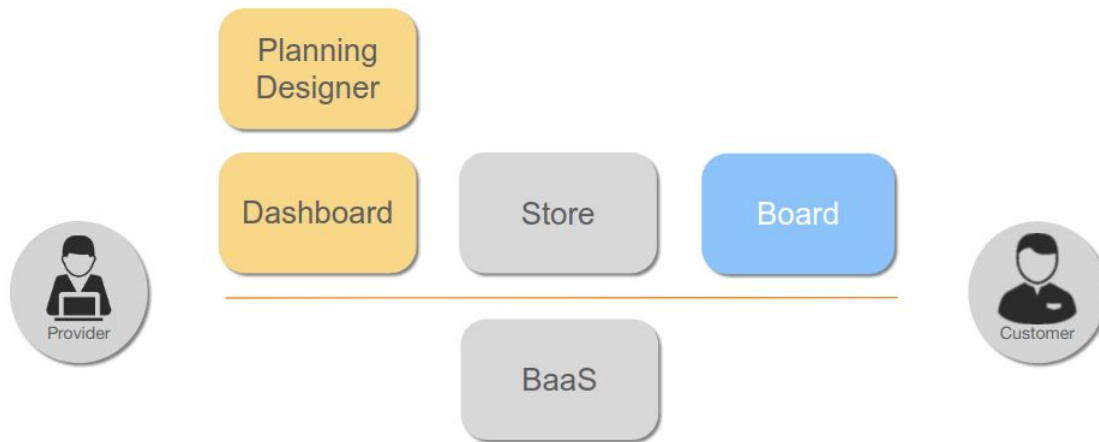 Planning
Designer
Dashboard
Store
Board
Provider
Customer
BaaS